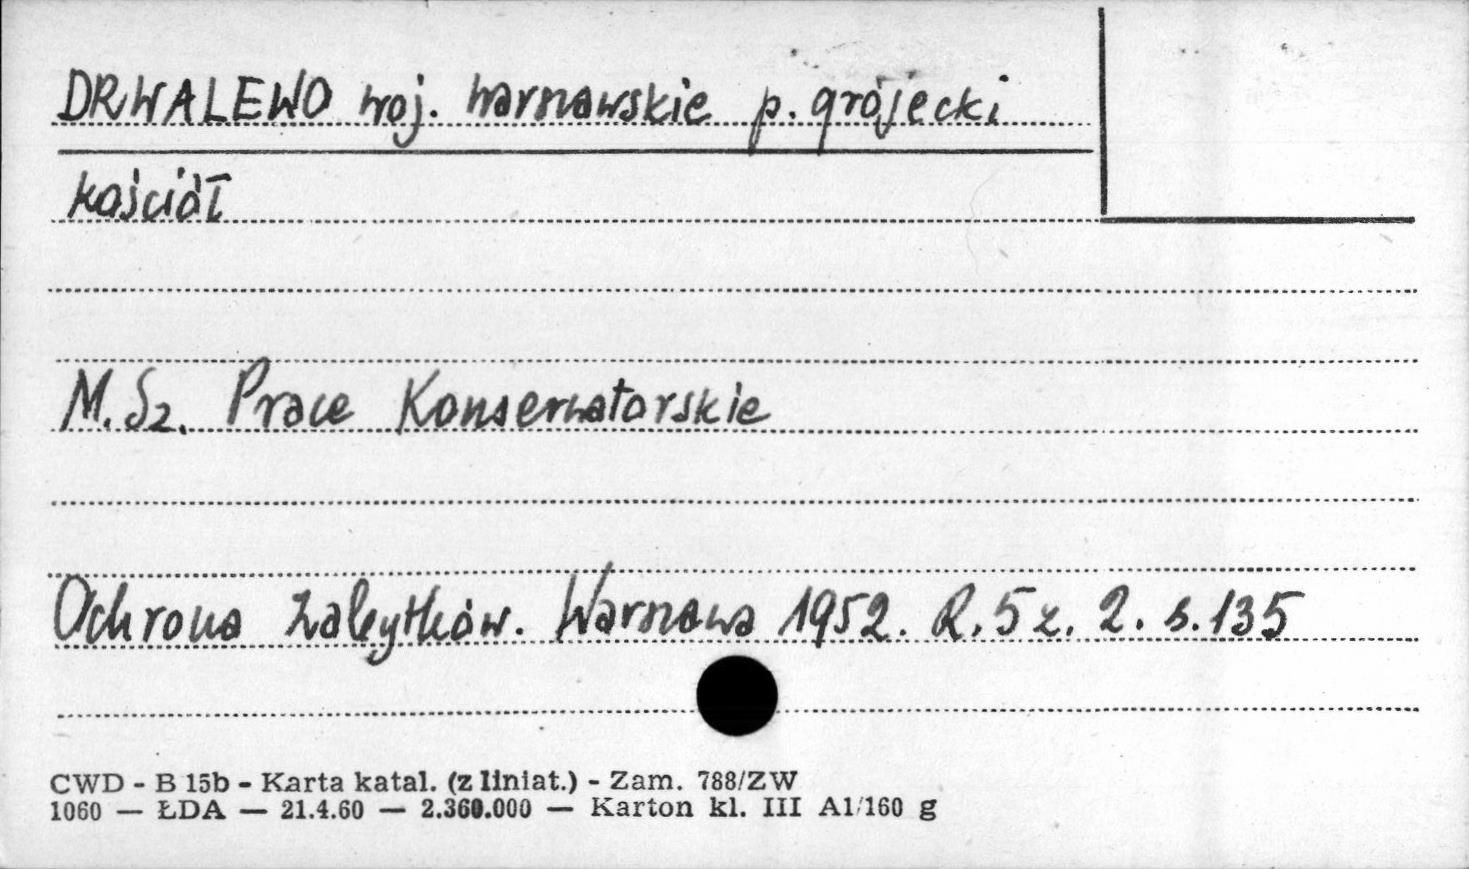 DRWALEWO woj. warszawskie p. grójecki
kościół
M. Sz. Prace Konserwatorskie
Ochrona Zabytków. Warszawa 1952. R. 5 z. 2. s. 135
CWD - B 15b - Karta katal. (z liniat.) - Zam. 788/ZW
1060 — ŁDA — 21.4.60 — 2.360.000 — Karton kl. III A1/160 g